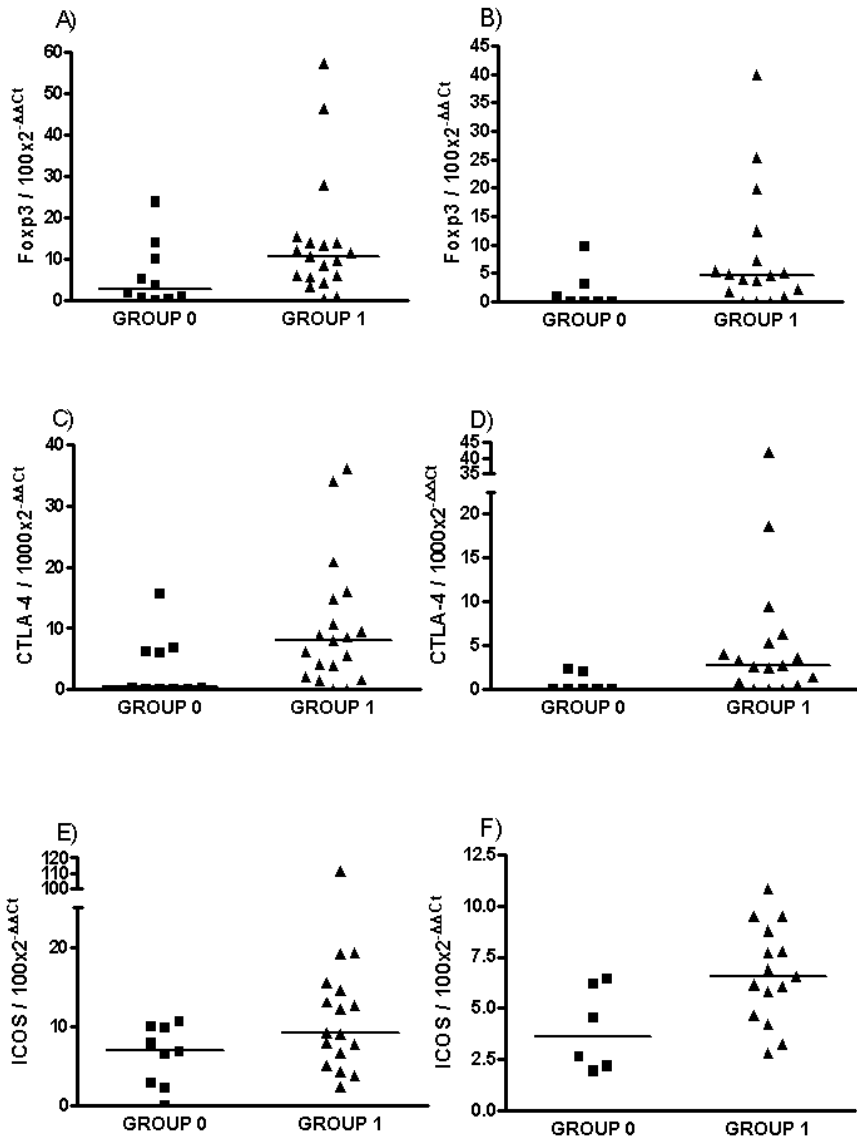 A)
Foxp3 / 100x2-ΔΔCt
60
50
40
30
20
10
0
GROUP 0
GROUP 1
B)
Foxp3 / 100x2-ΔΔCt
45
40
35
30
25
20
15
10
5
0
GROUP 0
GROUP 1
C)
CTLA-4 / 1000x2-ΔΔCt
40
30
20
10
0
GROUP 0
GROUP 1
D)
CTLA-4 / 1000x2-ΔΔCt
45
40
35
20
15
10
5
0
GROUP 0
GROUP 1
E)
ICOS / 100x2-ΔΔCt
120
110
100
20
10
0
GROUP 0
GROUP 1
F)
ICOS / 100x2-ΔΔCt
12.5
10.0
7.5
5.0
2.5
0.0
GROUP 0
GROUP 1